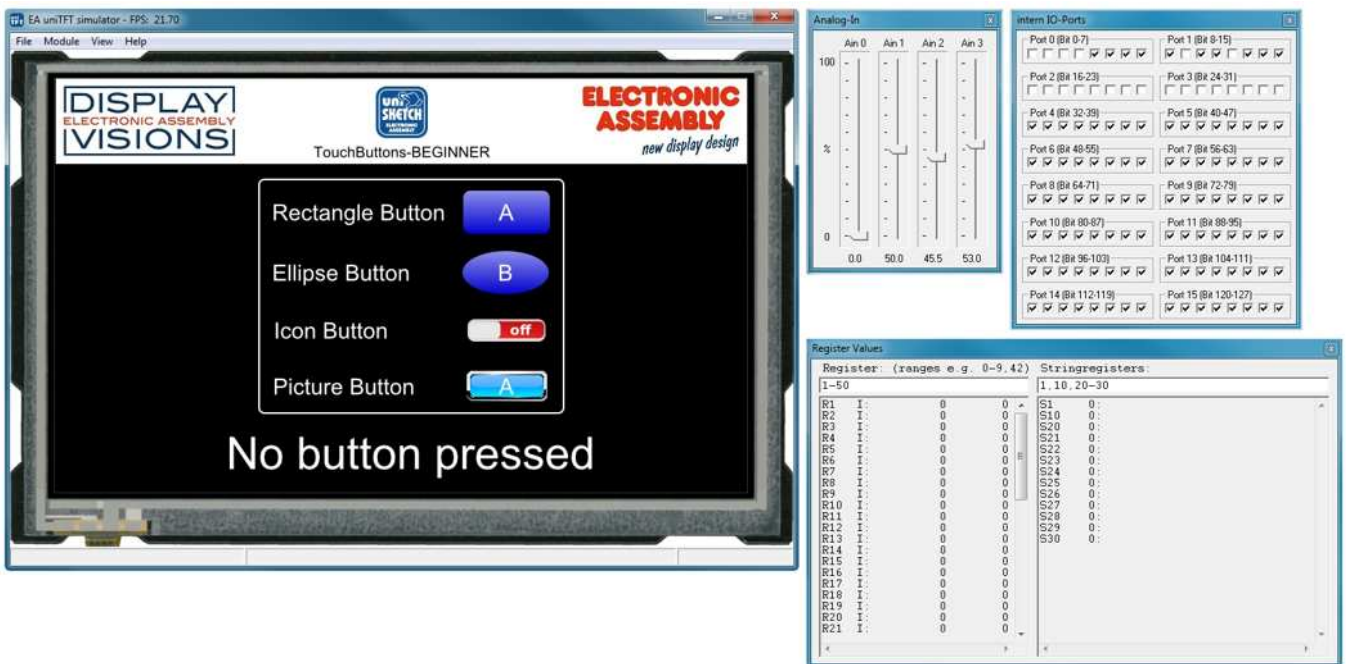 EA uniTFT simulator - FPS: 21.70
File Module View Help
DISPLAY
ELECTRONIC ASSEMBLY
VISIONS
uni
SKETCH
ELECTRONIC
ASSEMBLY
TouchButtons-BEGINNER
ELECTRONIC
ASSEMBLY
new display design
Rectangle Button A
Ellipse Button B
Icon Button off
Picture Button A
No button pressed
Analog-In
Ain 0 Ain 1 Ain 2 Ain 3
100
%
0
0.0 50.0 45.5 53.0
intern IO-Ports
Port 0 (Bit 0-7) Port 1 (Bit 8-15)
Port 2 (Bit 16-23) Port 3 (Bit 24-31)
Port 4 (Bit 32-39) Port 5 (Bit 40-47)
Port 6 (Bit 48-55) Port 7 (Bit 56-63)
Port 8 (Bit 64-71) Port 9 (Bit 72-79)
Port 10 (Bit 80-87) Port 11 (Bit 88-95)
Port 12 (Bit 96-103) Port 13 (Bit 104-111)
Port 14 (Bit 112-119) Port 15 (Bit 120-127)
Register Values
Register: (ranges e.g. 0-9,42) Stringregisters:
1-50 1,10,20-30
R1 I: 0 0 S1 0:
R2 I: 0 0 S10 0:
R3 I: 0 0 S20 0:
R4 I: 0 0 S21 0:
R5 I: 0 0 S22 0:
R6 I: 0 0 S23 0:
R7 I: 0 0 S24 0:
R8 I: 0 0 S25 0:
R9 I: 0 0 S26 0:
R10 I: 0 0 S27 0:
R11 I: 0 0 S28 0:
R12 I: 0 0 S29 0:
R13 I: 0 0 S30 0:
R14 I: 0 0
R15 I: 0 0
R16 I: 0 0
R17 I: 0 0
R18 I: 0 0
R19 I: 0 0
R20 I: 0 0
R21 I: 0 0